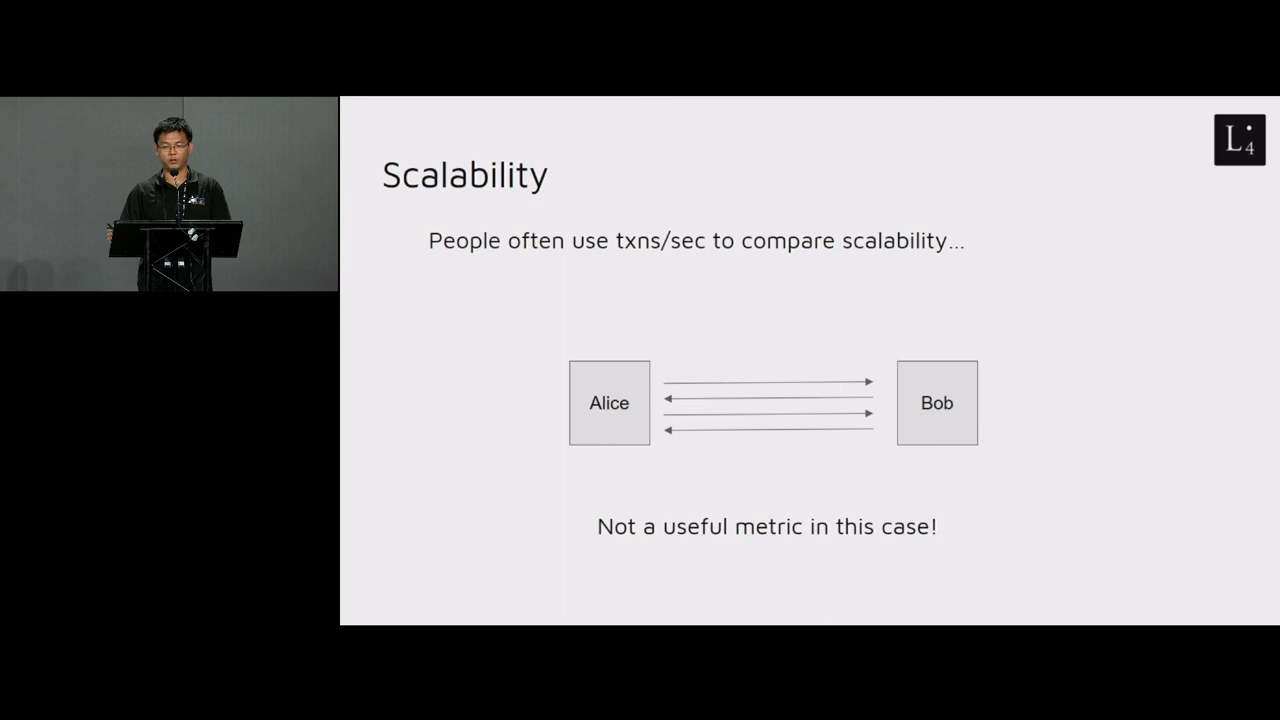 L4
Scalability
People often use txns/sec to compare scalability...
Alice
Bob
Not a useful metric in this case!